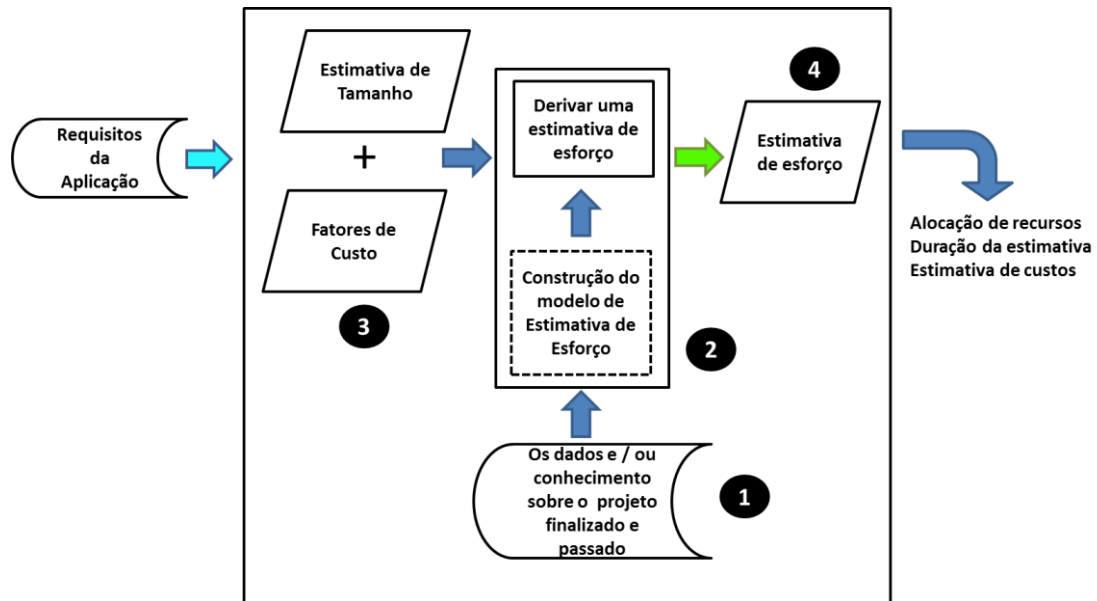 Requisitos
da
Aplicação
Estimativa de
Tamanho
+
Fatores de
Custo
3
Derivar uma
estimativa de
esforço
Construção do
modelo de
Estimativa de
Esforço
2
Os dados e / ou
conhecimento
sobre o projeto
finalizado e
passado
1
4
Estimativa
de esforço
Alocação de recursos
Duração da estimativa
Estimativa de custos